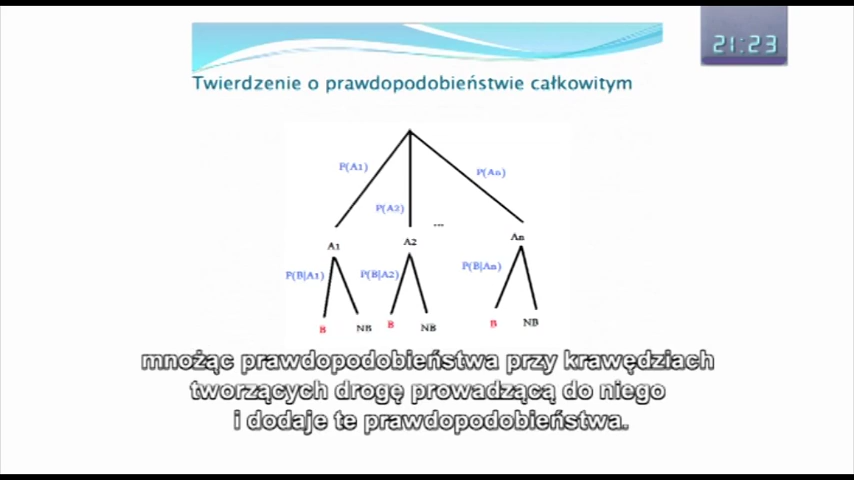 21:23
Twierdzenie o prawdopodobieństwie całkowitym
P(A1)
P(An)
P(A2)
...
A1
A2
An
P(B|A1)
P(B|A2)
P(B|An)
B
NB
B
NB
B
NB
mnożąc prawdopodobieństwa przy krawędziach
tworzących drogę prowadzącą do niego
i dodaje te prawdopodobieństwa.